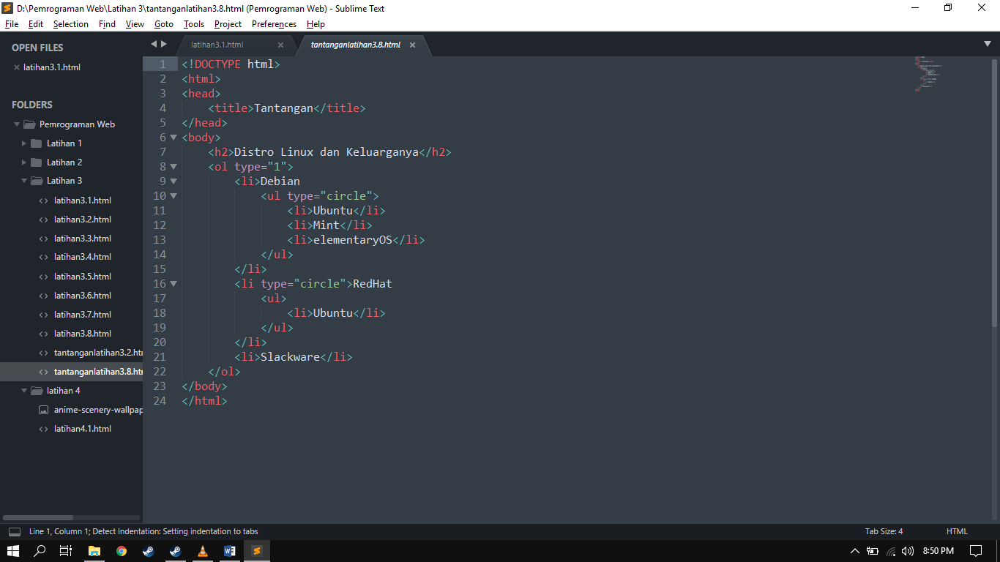 D:\Pemrograman Web\Latihan 3\tantanganlatihan3.8.html (Pemrograman Web) - Sublime Text
File Edit Selection Find View Goto Tools Project Preferences Help
OPEN FILES
latihan3.1.html
FOLDERS
Pemrograman Web
Latihan 1
Latihan 2
Latihan 3
latihan3.1.html
latihan3.2.html
latihan3.3.html
latihan3.4.html
latihan3.5.html
latihan3.6.html
latihan3.7.html
latihan3.8.html
tantanganlatihan3.2.htm
tantanganlatihan3.8.htm
latihan 4
anime-scenery-wallpap
latihan4.1.html
latihan3.1.html tantanganlatihan3.8.html
1 <!DOCTYPE html>
2 <html>
3 <head>
4 <title>Tantangan</title>
5 </head>
6 <body>
7 <h2>Distro Linux dan Keluarganya</h2>
8 <ol type="1">
9 <li>Debian
10 <ul type="circle">
11 <li>Ubuntu</li>
12 <li>Mint</li>
13 <li>elementaryOS</li>
14 </ul>
15 </li>
16 <li type="circle">RedHat
17 <ul>
18 <li>Ubuntu</li>
19 </ul>
20 </li>
21 <li>Slackware</li>
22 </ol>
23 </body>
24 </html>
Line 1, Column 1; Detect Indentation: Setting indentation to tabs Tab Size: 4 HTML
8:50 PM